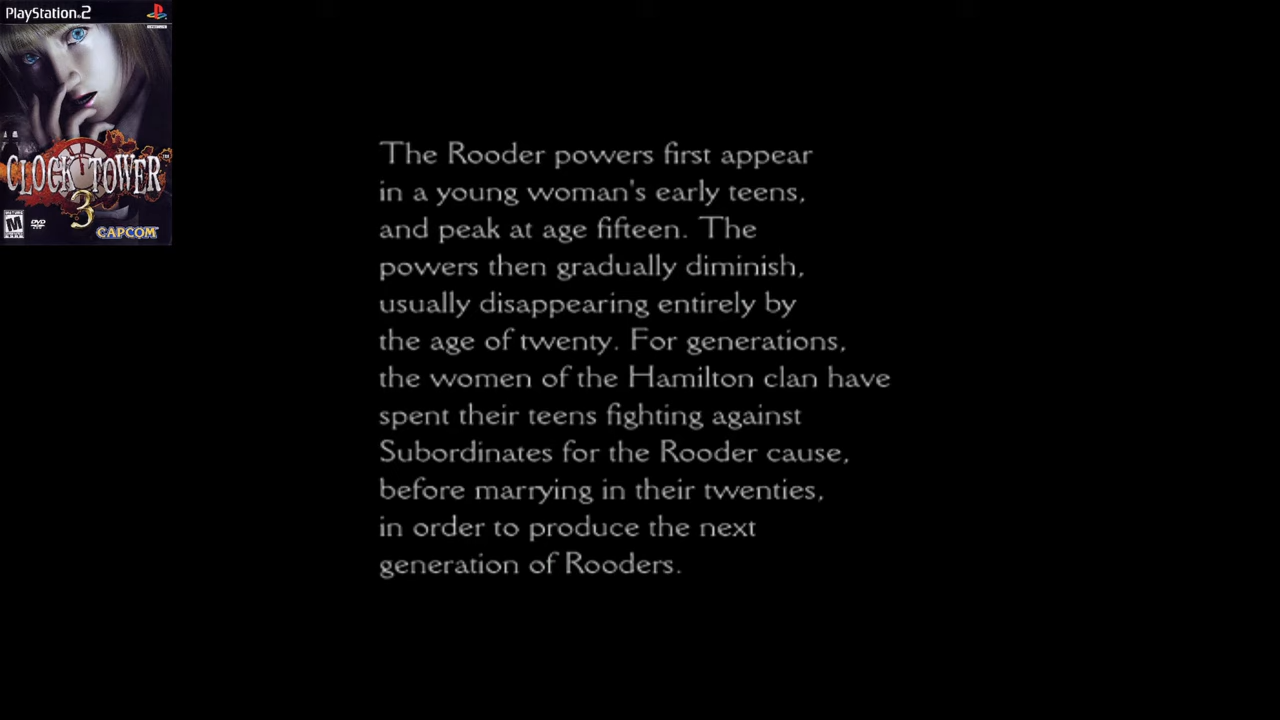 PlayStation 2
CLOCK TOWER
3
MATURE
M
DVD
CAPCOM
The Rooder powers first appear
in a young woman's early teens,
and peak at age fifteen. The
powers then gradually diminish,
usually disappearing entirely by
the age of twenty. For generations,
the women of the Hamilton clan have
spent their teens fighting against
Subordinates for the Rooder cause,
before marrying in their twenties,
in order to produce the next
generation of Rooders.